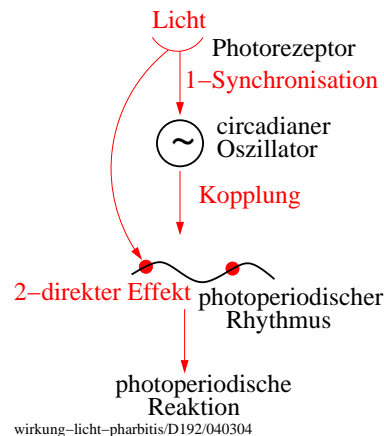 Licht
Photorezeptor
1–Synchronisation
~
circadianer
Oszillator
Kopplung
2–direkter Effekt
photoperiodischer
Rhythmus
photoperiodische
Reaktion
wirkung–licht–pharbitis/D192/040304